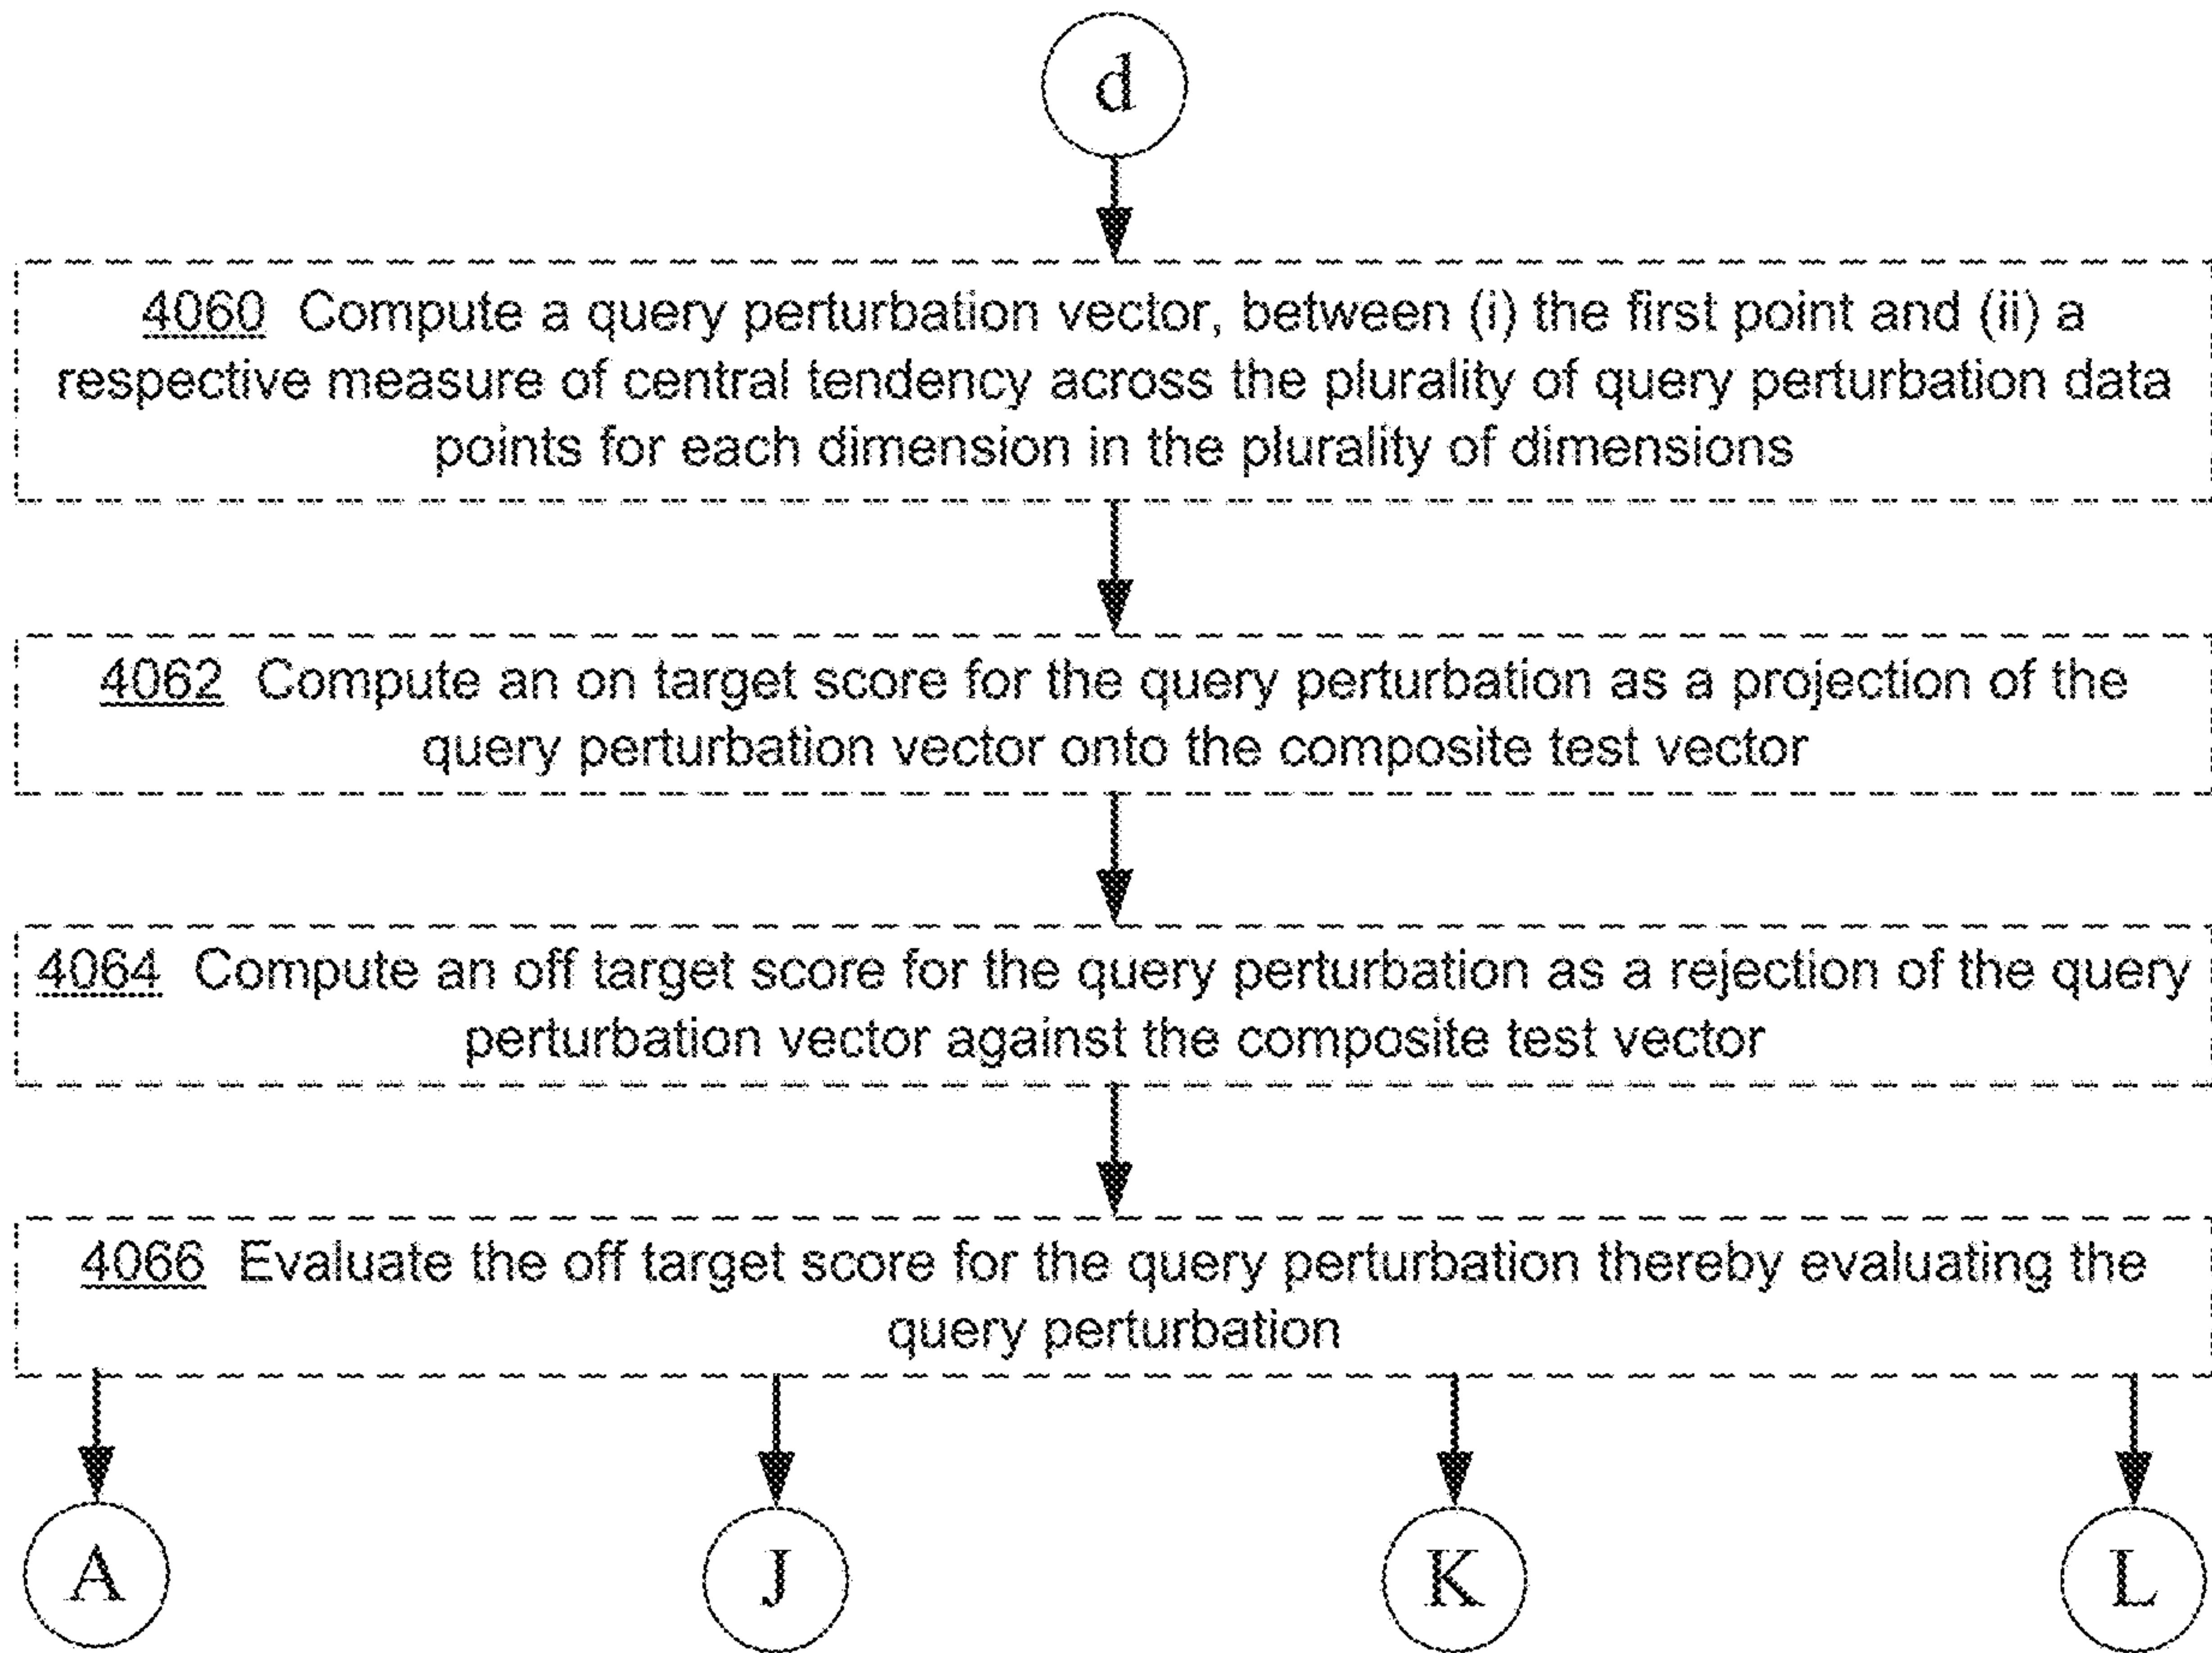 d
4060 Compute a query perturbation vector, between (i) the first point and (ii) a
respective measure of central tendency across the plurality of query perturbation data
points for each dimension in the plurality of dimensions
4062 Compute an on target score for the query perturbation as a projection of the
query perturbation vector onto the composite test vector
4064 Compute an off target score for the query perturbation as a rejection of the query
perturbation vector against the composite test vector
4066 Evaluate the off target score for the query perturbation thereby evaluating the
query perturbation
A J K L